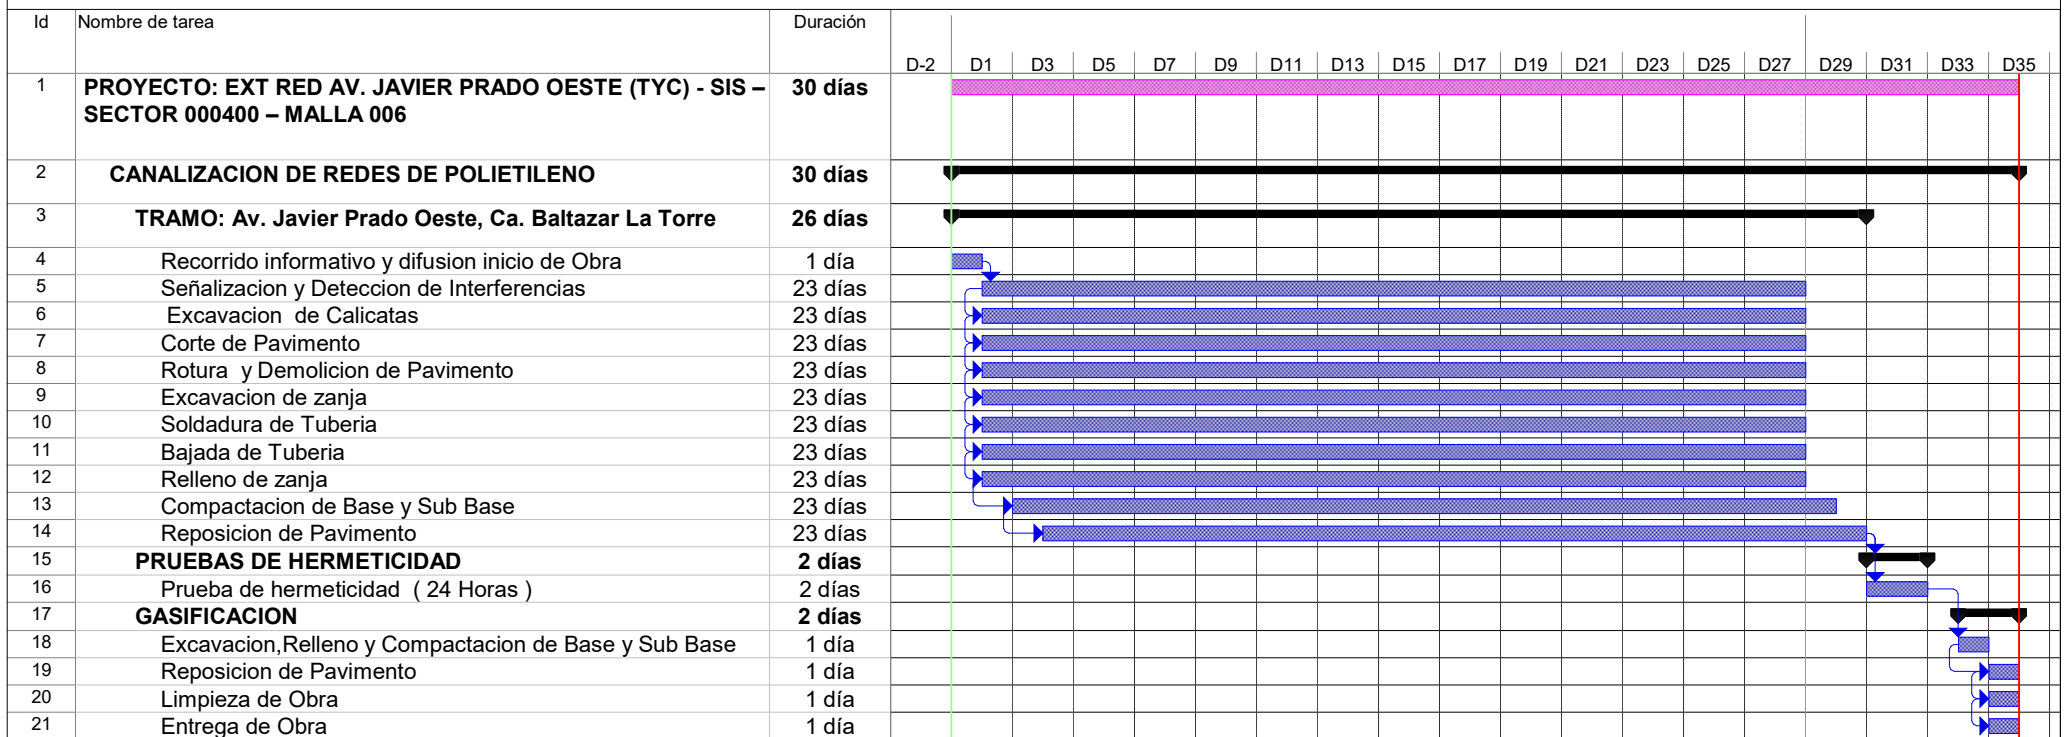 Id Nombre de tarea Duración
D-2 D1 D3 D5 D7 D9 D11 D13 D15 D17 D19 D21 D23 D25 D27 D29 D31 D33 D35
1 PROYECTO: EXT RED AV. JAVIER PRADO OESTE (TYC) - SIS – 30 días
SECTOR 000400 – MALLA 006
2 CANALIZACION DE REDES DE POLIETILENO 30 días
3 TRAMO: Av. Javier Prado Oeste, Ca. Baltazar La Torre 26 días
4 Recorrido informativo y difusion inicio de Obra 1 día
5 Señalizacion y Deteccion de Interferencias 23 días
6 Excavacion de Calicatas 23 días
7 Corte de Pavimento 23 días
8 Rotura y Demolicion de Pavimento 23 días
9 Excavacion de zanja 23 días
10 Soldadura de Tuberia 23 días
11 Bajada de Tuberia 23 días
12 Relleno de zanja 23 días
13 Compactacion de Base y Sub Base 23 días
14 Reposicion de Pavimento 23 días
15 PRUEBAS DE HERMETICIDAD 2 días
16 Prueba de hermeticidad ( 24 Horas ) 2 días
17 GASIFICACION 2 días
18 Excavacion,Relleno y Compactacion de Base y Sub Base 1 día
19 Reposicion de Pavimento 1 día
20 Limpieza de Obra 1 día
21 Entrega de Obra 1 día